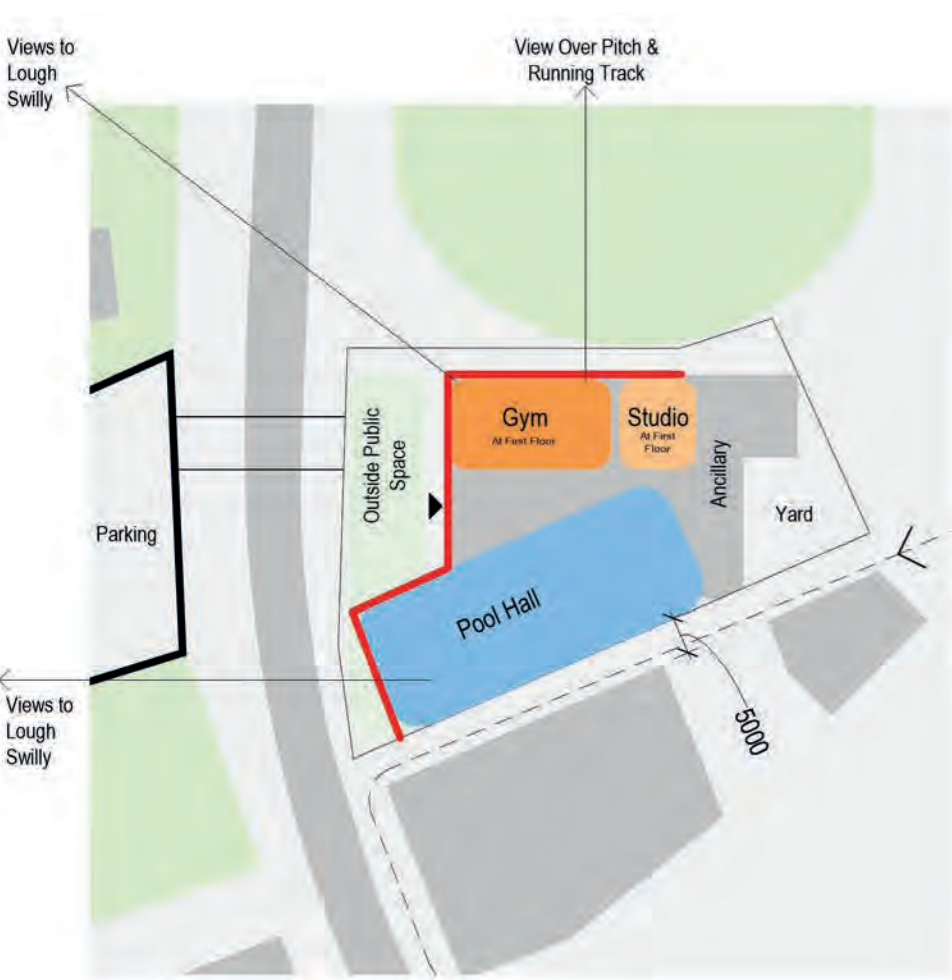 Views to
Lough
Swilly
View Over Pitch &
Running Track
Gym
At First Floor
Studio
At First
Floor
Outside Public
Space
Ancillary
Parking
Yard
Pool Hall
Views to
Lough
Swilly
5000